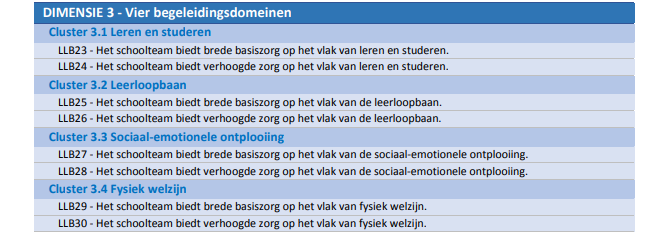 DIMENSIE 3 - Vier begeleidingsdomeinen
Cluster 3.1 Leren en studeren
LLB23 - Het schoolteam biedt brede basiszorg op het vlak van leren en studeren.
LLB24 - Het schoolteam biedt verhoogde zorg op het vlak van leren en studeren.
Cluster 3.2 Leerloopbaan
LLB25 - Het schoolteam biedt brede basiszorg op het vlak van de leerloopbaan.
LLB26 - Het schoolteam biedt verhoogde zorg op het vlak van de leerloopbaan.
Cluster 3.3 Sociaal-emotionele ontplooiing
LLB27 - Het schoolteam biedt brede basiszorg op het vlak van de sociaal-emotionele ontplooiing.
LLB28 - Het schoolteam biedt verhoogde zorg op het vlak van de sociaal-emotionele ontplooiing.
Cluster 3.4 Fysiek welzijn
LLB29 - Het schoolteam biedt brede basiszorg op het vlak van fysiek welzijn.
LLB30 - Het schoolteam biedt verhoogde zorg op het vlak van fysiek welzijn.